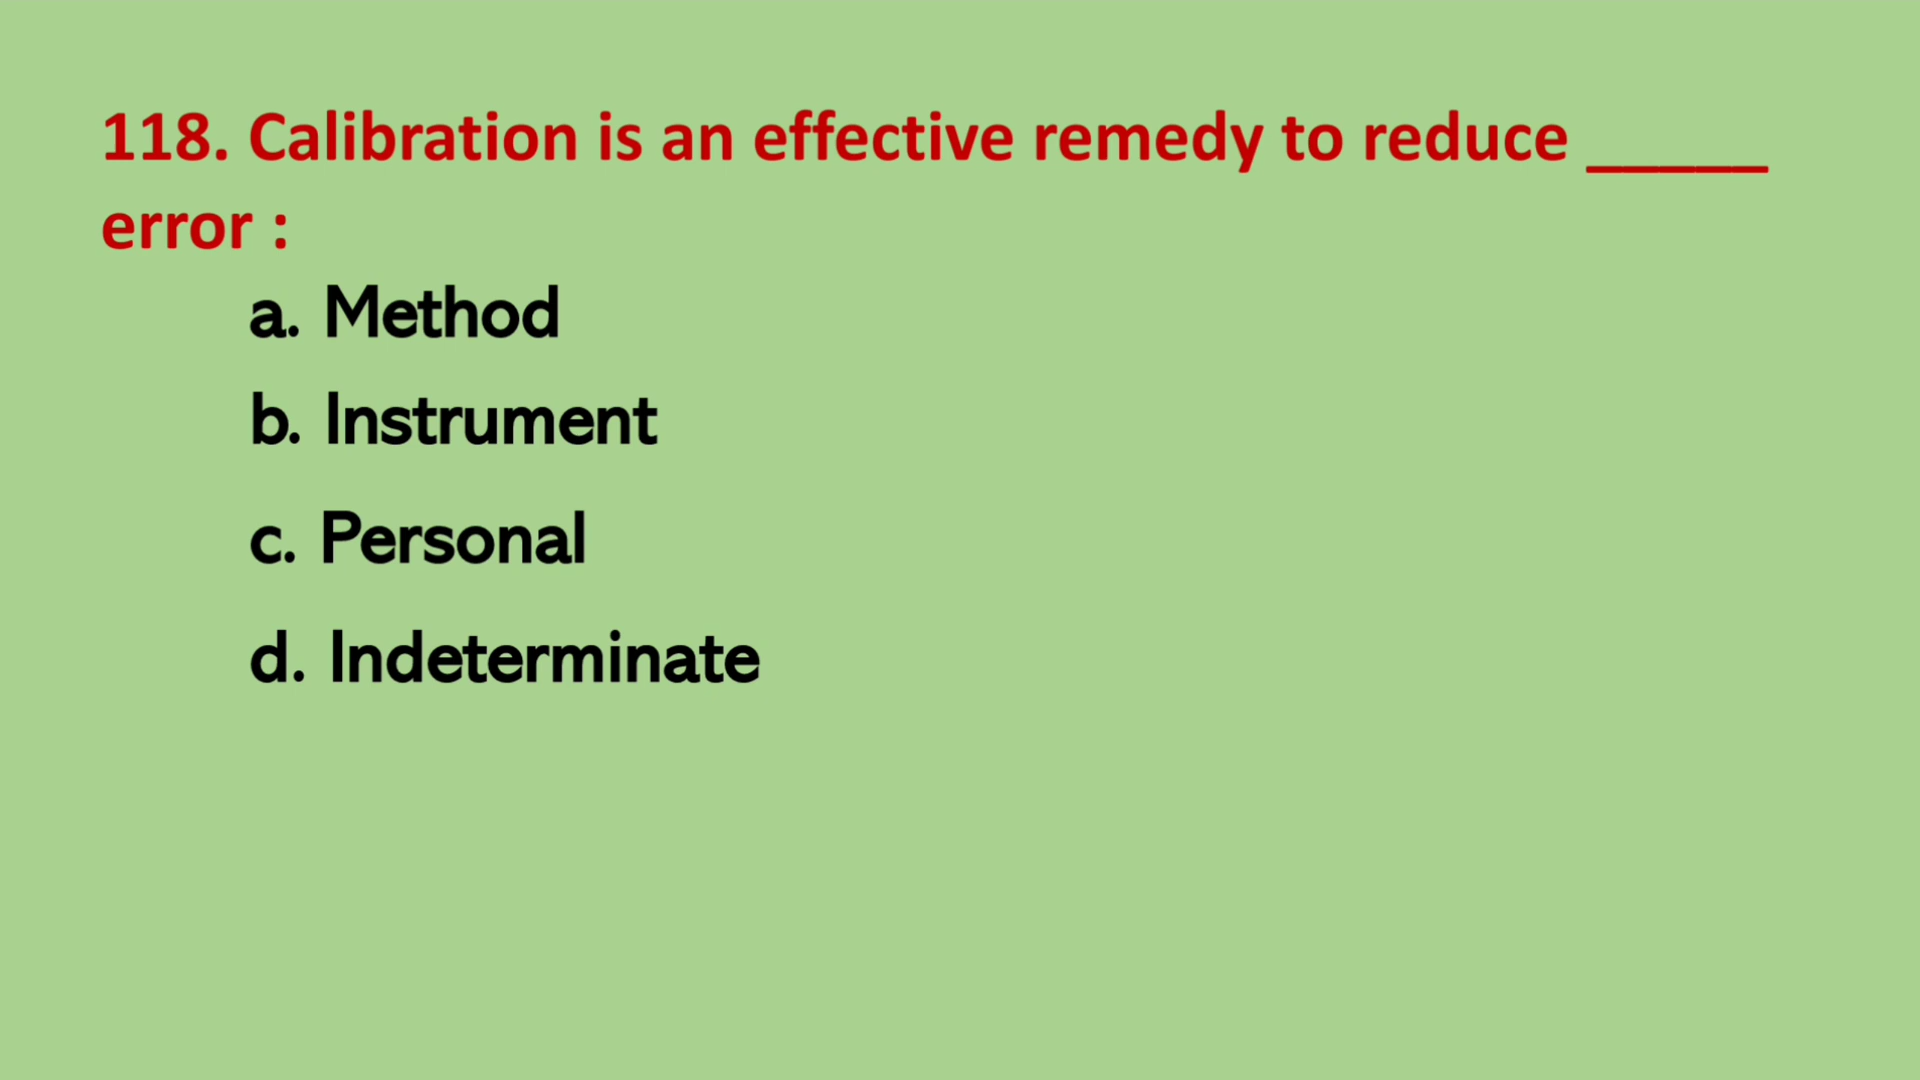 118. Calibration is an effective remedy to reduce _____
error :
a. Method
b. Instrument
c. Personal
d. Indeterminate